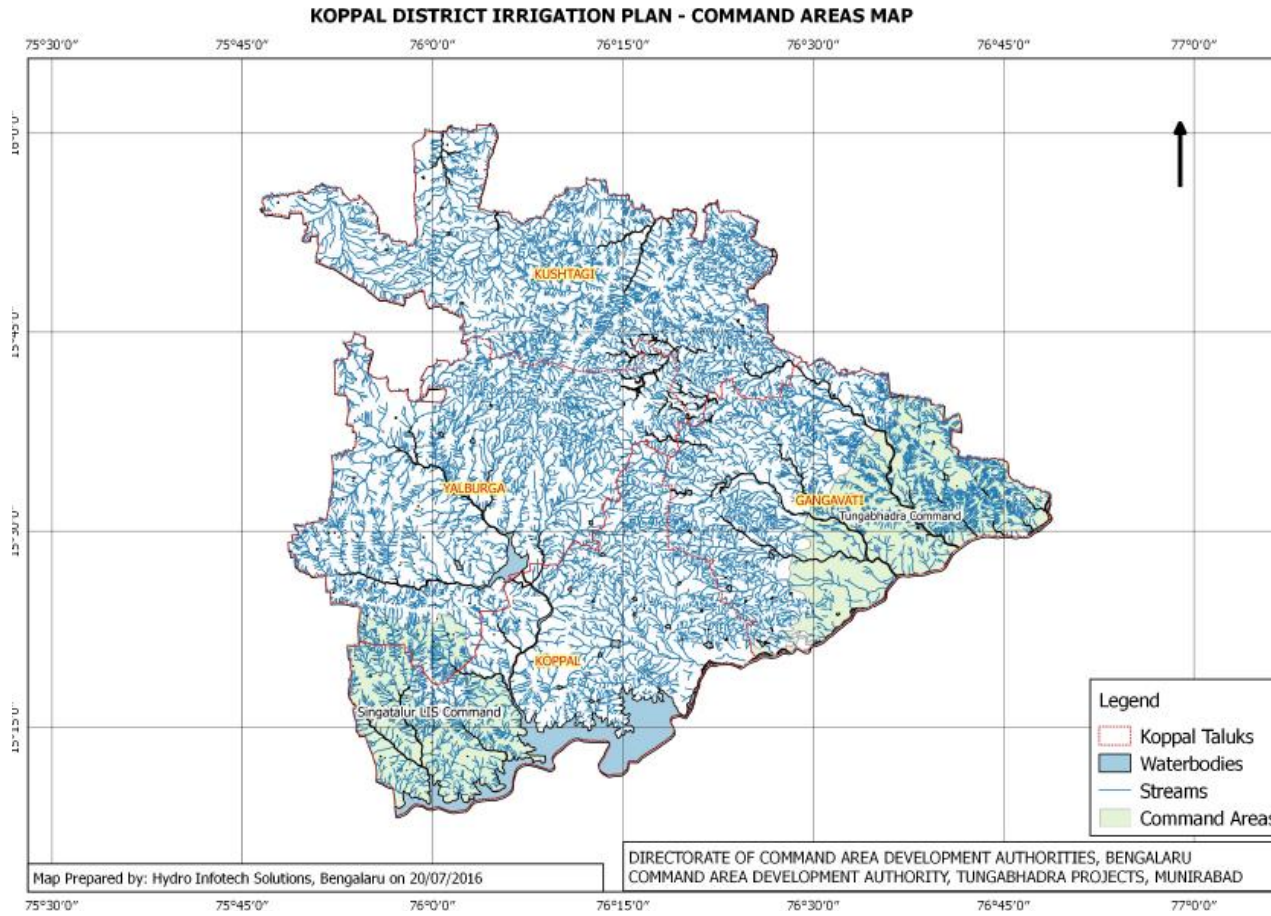 KOPPAL DISTRICT IRRIGATION PLAN - COMMAND AREAS MAP
75°30'0" 75°45'0" 76°0'0" 76°15'0" 76°30'0" 76°45'0" 77°0'0"
KUSHTAGI
YALBURGA
GANGAVATI
Tungabhadra Command
KOPPAL
Singatalur LIS Command
Legend
Koppal Taluks
Waterbodies
Streams
Command Areas
Map Prepared by: Hydro Infotech Solutions, Bengalaru on 20/07/2016
DIRECTORATE OF COMMAND AREA DEVELOPMENT AUTHORITIES, BENGALARU
COMMAND AREA DEVELOPMENT AUTHORITY, TUNGABHADRA PROJECTS, MUNIRABAD
75°30'0" 75°45'0" 76°0'0" 76°15'0" 76°30'0" 76°45'0" 77°0'0"